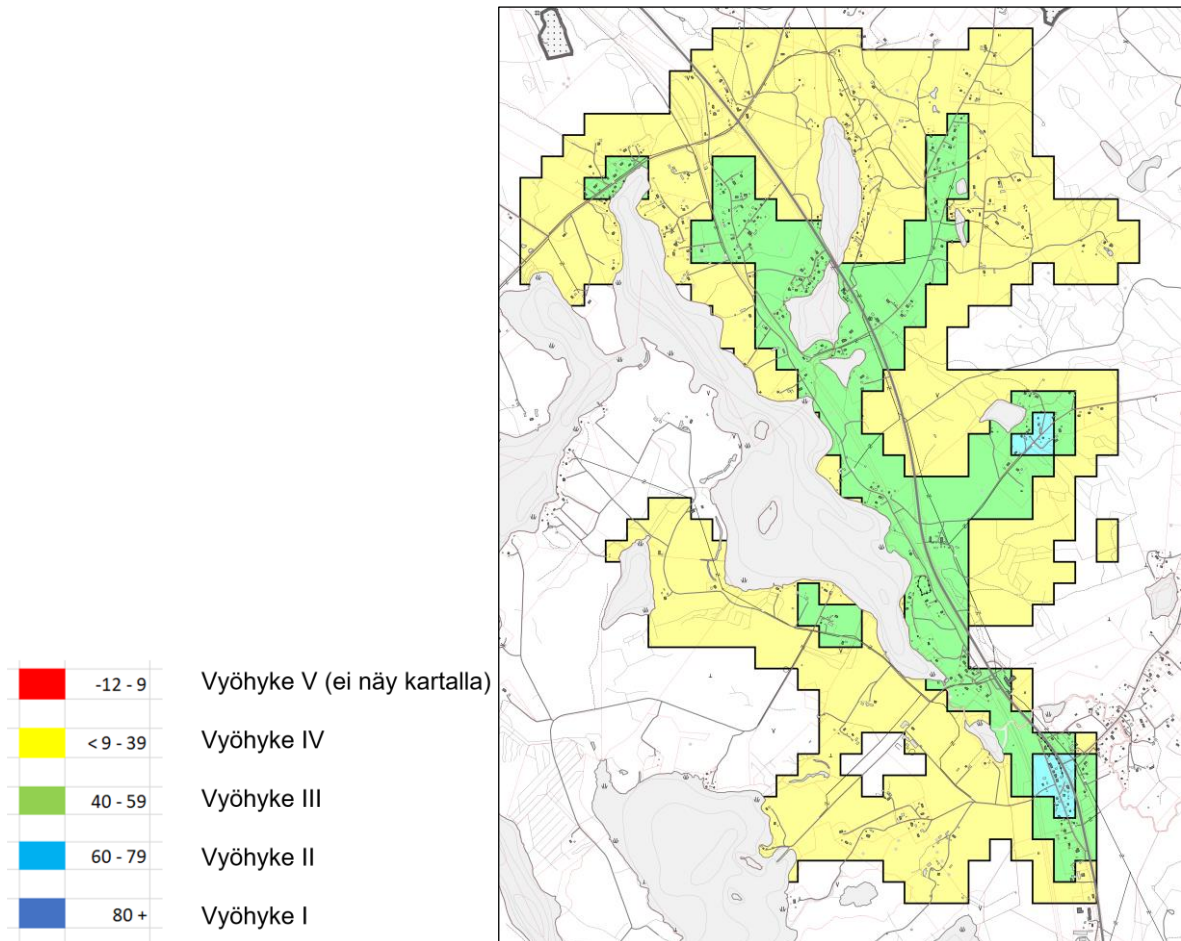 -12 - 9 Vyöhyke V (ei näy kartalla)
< 9 - 39 Vyöhyke IV
40 - 59 Vyöhyke III
60 - 79 Vyöhyke II
80 + Vyöhyke I